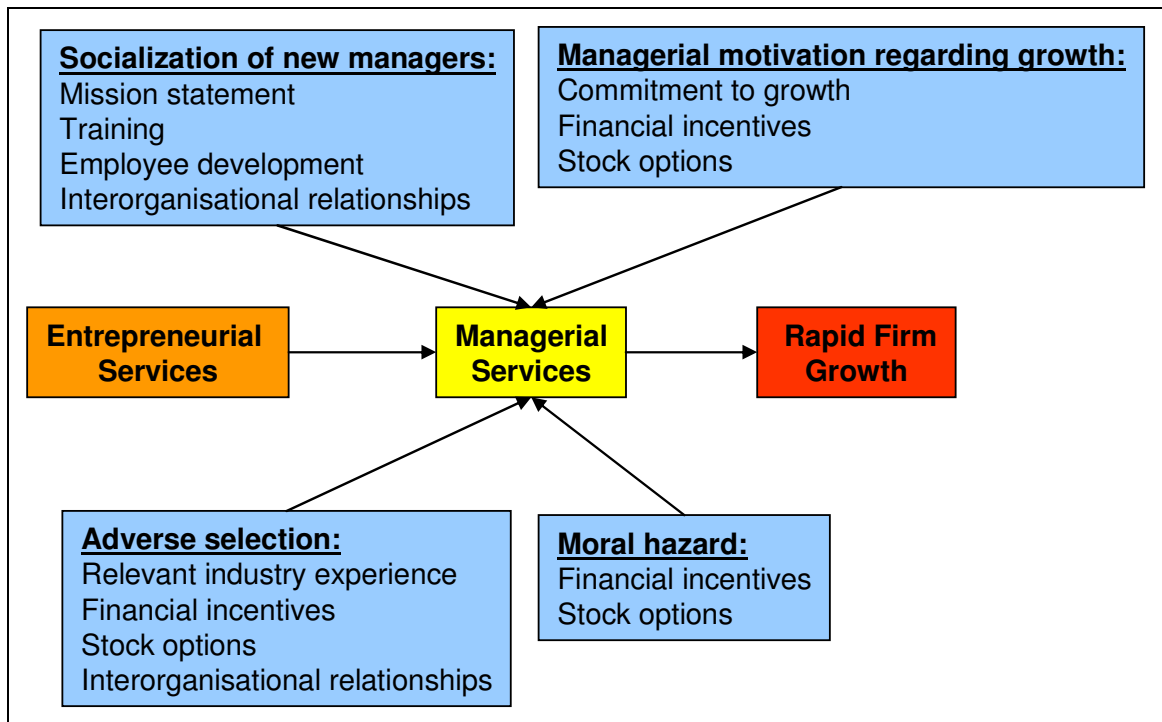 Socialization of new managers:
Mission statement
Training
Employee development
Interorganisational relationships
Managerial motivation regarding growth:
Commitment to growth
Financial incentives
Stock options
Entrepreneurial
Services
Managerial
Services
Rapid Firm
Growth
Adverse selection:
Relevant industry experience
Financial incentives
Stock options
Interorganisational relationships
Moral hazard:
Financial incentives
Stock options